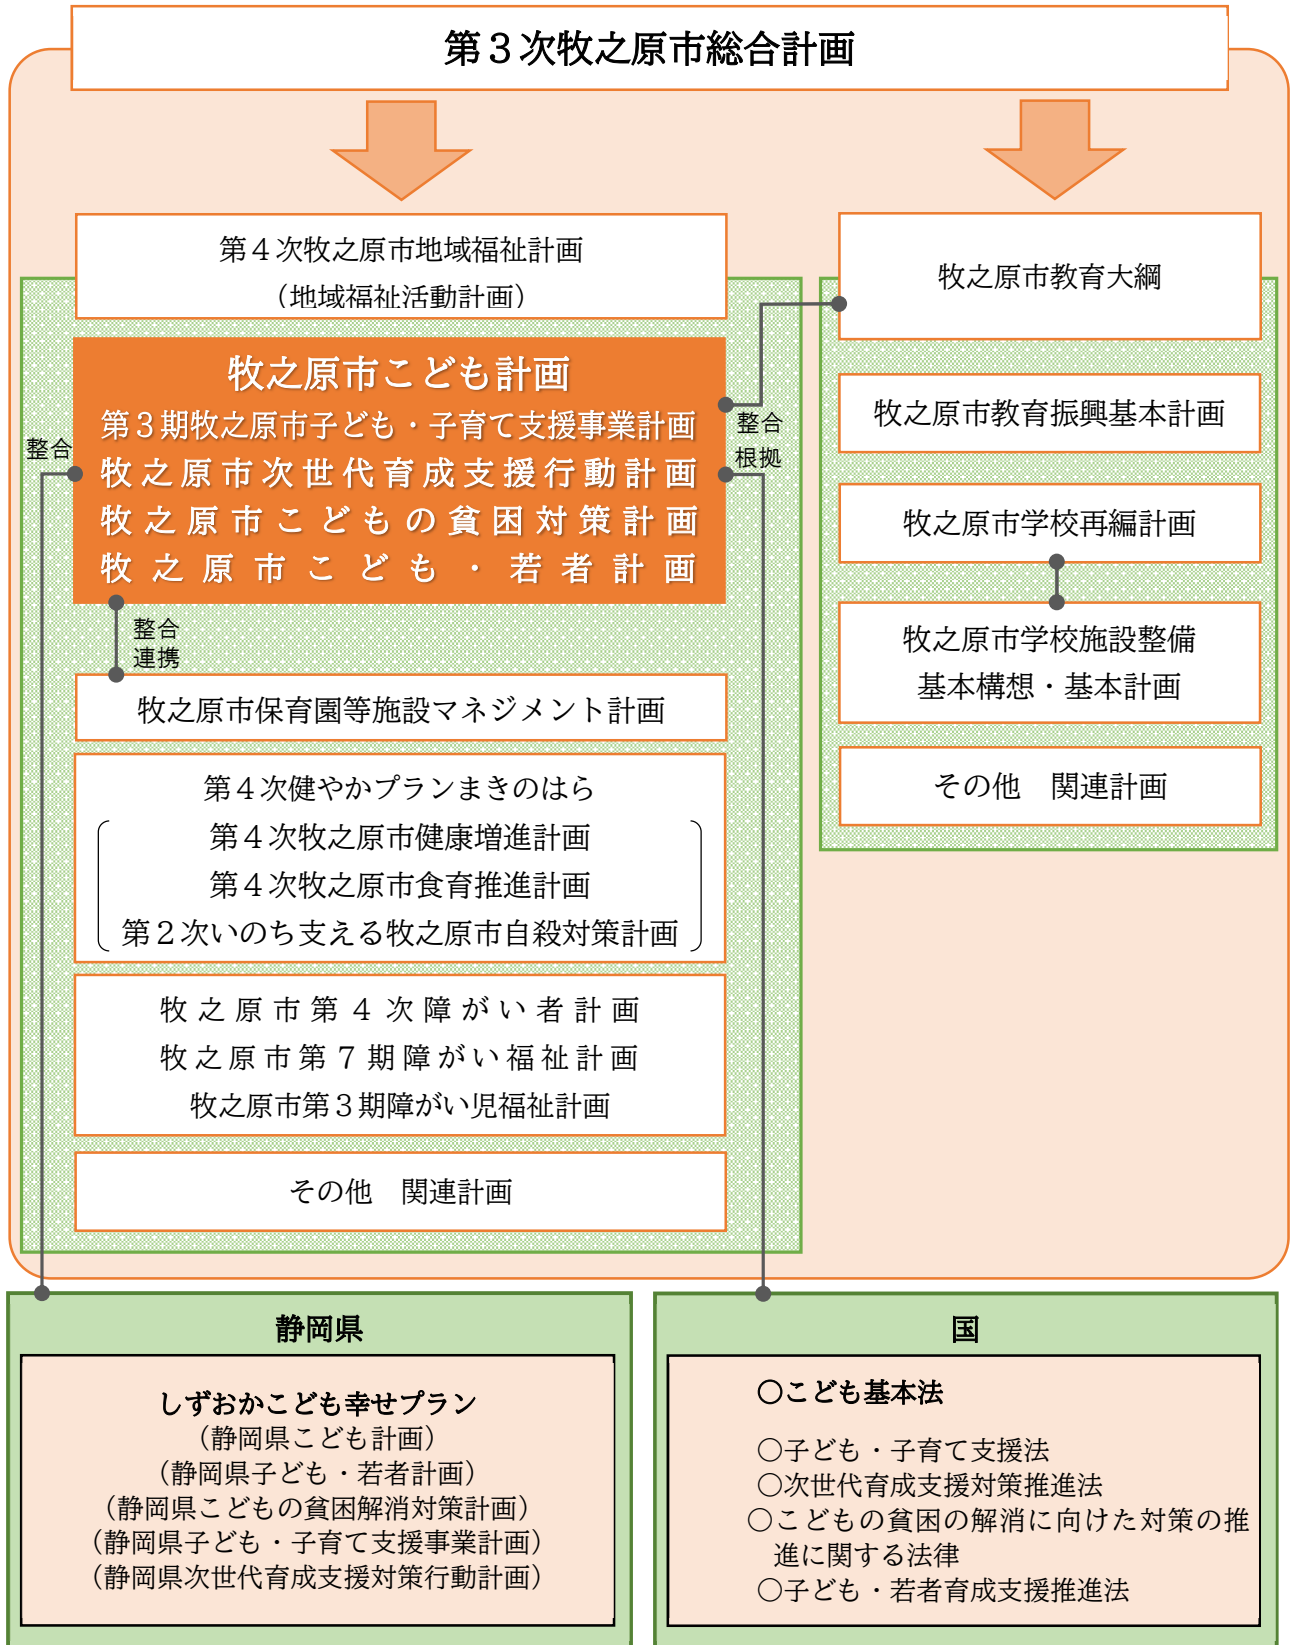 第３次牧之原市総合計画
第４次牧之原市地域福祉計画
（地域福祉活動計画）
牧之原市こども計画
第３期牧之原市子ども・子育て支援事業計画
牧之原市次世代育成支援行動計画
牧之原市こどもの貧困対策計画
牧之原市こども・若者計画
整合
整合
根拠
整合
連携
牧之原市保育園等施設マネジメント計画
第４次健やかプランまきのはら
第４次牧之原市健康増進計画
第４次牧之原市食育推進計画
第２次いのち支える牧之原市自殺対策計画
牧之原市第４次障がい者計画
牧之原市第７期障がい福祉計画
牧之原市第３期障がい児福祉計画
その他　関連計画
牧之原市教育大綱
牧之原市教育振興基本計画
牧之原市学校再編計画
牧之原市学校施設整備
基本構想・基本計画
その他　関連計画
静岡県
しずおかこども幸せプラン
（静岡県こども計画）
（静岡県子ども・若者計画）
（静岡県こどもの貧困解消対策計画）
（静岡県子ども・子育て支援事業計画）
（静岡県次世代育成支援対策行動計画）
国
○こども基本法
○子ども・子育て支援法
○次世代育成支援対策推進法
○こどもの貧困の解消に向けた対策の推
進に関する法律
○子ども・若者育成支援推進法